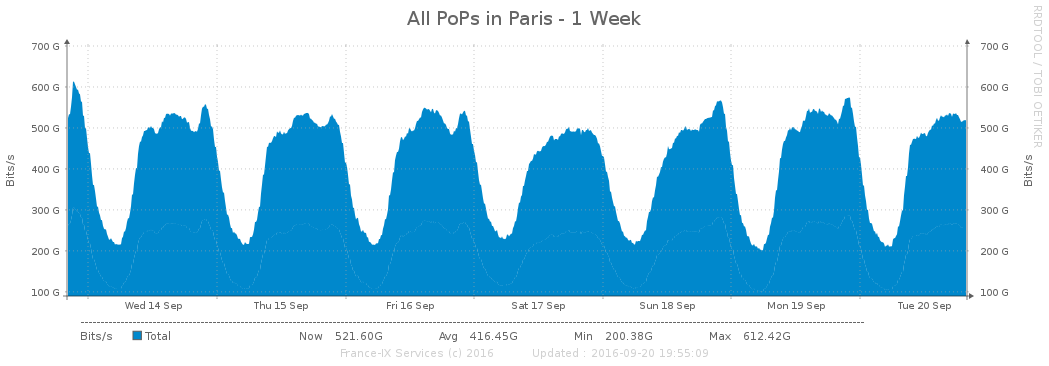 All PoPs in Paris - 1 Week
RRDTOOL / TOBI OETIKER
700 G 700 G
600 G 600 G
500 G 500 G
400 G 400 G
300 G 300 G
200 G 200 G
100 G 100 G
Bits/s Bits/s
Wed 14 Sep Thu 15 Sep Fri 16 Sep Sat 17 Sep Sun 18 Sep Mon 19 Sep Tue 20 Sep
Bits/s Total Now 521.60G Avg 416.45G Min 200.38G Max 612.42G
France-IX Services (c) 2016 Updated : 2016-09-20 19:55:09